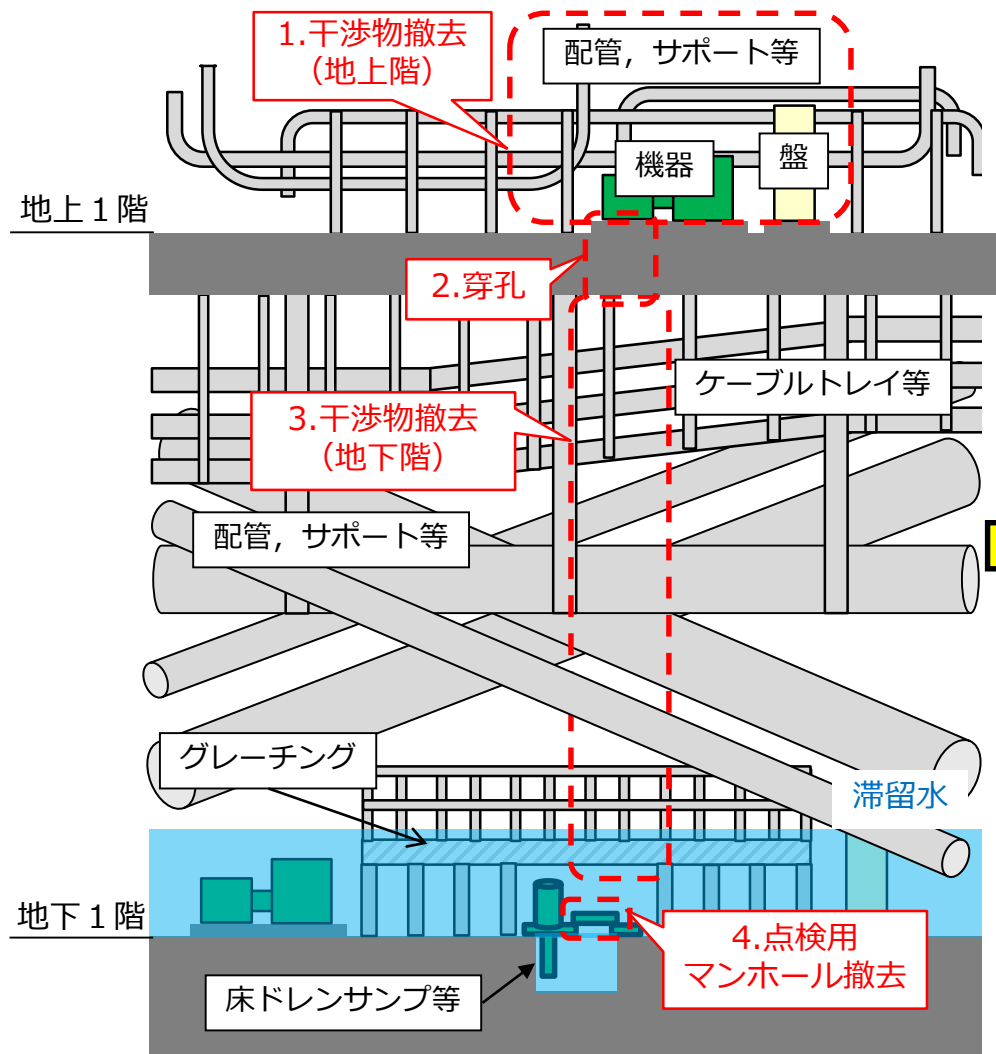 1.干渉物撤去
（地上階）
配管，サポート等
機器
盤
地上１階
2.穿孔
ケーブルトレイ等
3.干渉物撤去
（地下階）
配管，サポート等
グレーチング
滞留水
地下１階
4.点検用
マンホール撤去
床ドレンサンプ等